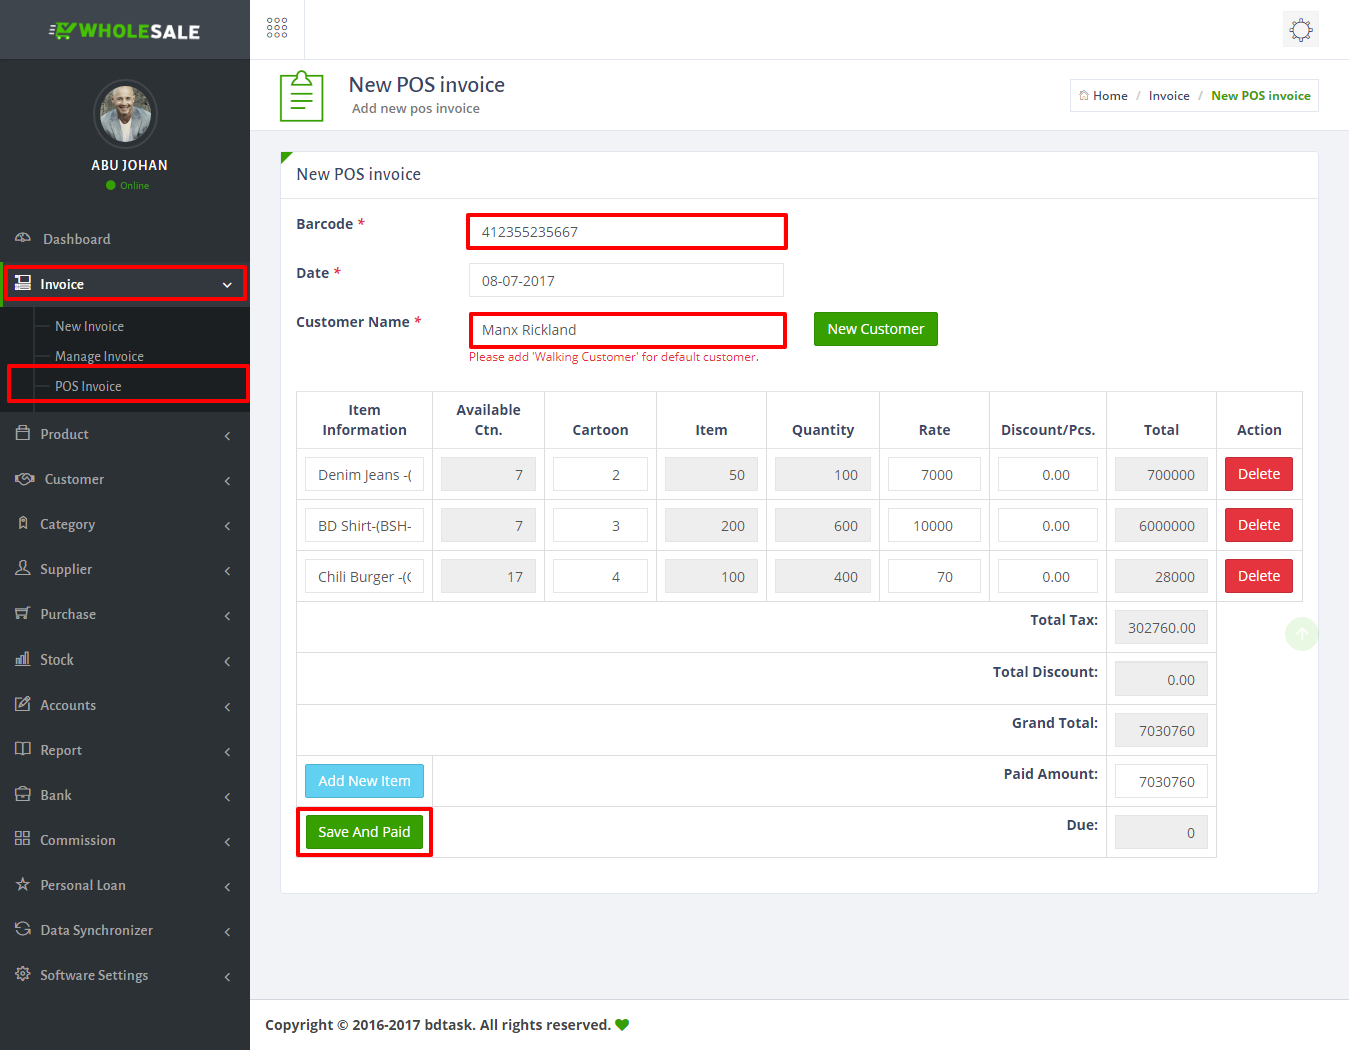 WHOLESALE
ABU JOHAN
Online
Dashboard
Invoice
New Invoice
Manage Invoice
POS Invoice
Product
Customer
Category
Supplier
Purchase
Stock
Accounts
Report
Bank
Commission
Personal Loan
Data Synchronizer
Software Settings
New POS invoice
Add new pos invoice
Home / Invoice / New POS invoice
New POS invoice
Barcode * 412355235667
Date * 08-07-2017
Customer Name * Manx Rickland New Customer
Please add 'Walking Customer' for default customer.
Item Available
Information Ctn. Cartoon Item Quantity Rate Discount/Pcs. Total Action
Denim Jeans -( 7 2 50 100 7000 0.00 700000 Delete
BD Shirt-(BSH- 7 3 200 600 10000 0.00 6000000 Delete
Chili Burger -( 17 4 100 400 70 0.00 28000 Delete
Total Tax: 302760.00
Total Discount: 0.00
Grand Total: 7030760
Add New Item Paid Amount: 7030760
Save And Paid Due: 0
Copyright © 2016-2017 bdtask. All rights reserved.